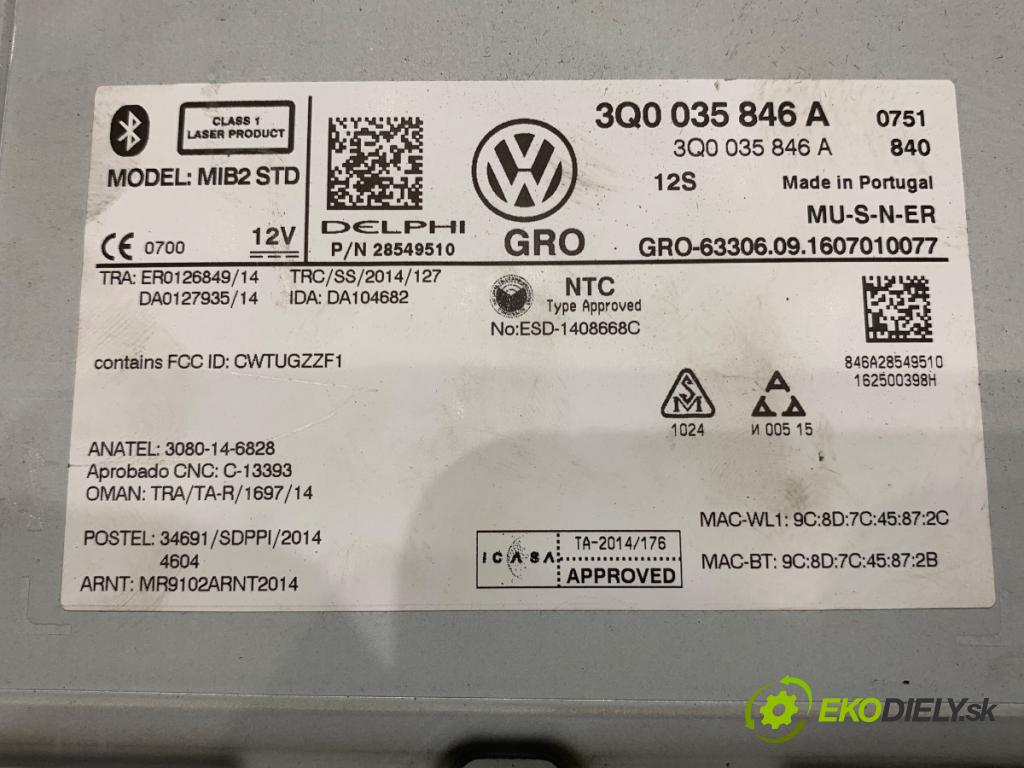 CLASS 1
LASER PRODUCT
MODEL: MIB2 STD
CE 0700
12V
DELPHI
P/N 28549510
GRO
3Q0 035 846 A 0751
3Q0 035 846 A 840
12S Made in Portugal
MU-S-N-ER
GRO-63306.09.1607010077
TRA: ER0126849/14 TRC/SS/2014/127
DA0127935/14 IDA: DA104682
NTC
Type Approved
No:ESD-1408668C
contains FCC ID: CWTUGZZF1
846A28549510
162500398H
1024
И 005 15
ANATEL: 3080-14-6828
Aprobado CNC: C-13393
OMAN: TRA/TA-R/1697/14
POSTEL: 34691/SDPPI/2014
4604
ARNT: MR9102ARNT2014
ICASA
TA-2014/176
APPROVED
MAC-WL1: 9C:8D:7C:45:87:2C
MAC-BT: 9C:8D:7C:45:87:2B
EKODIELY.sk